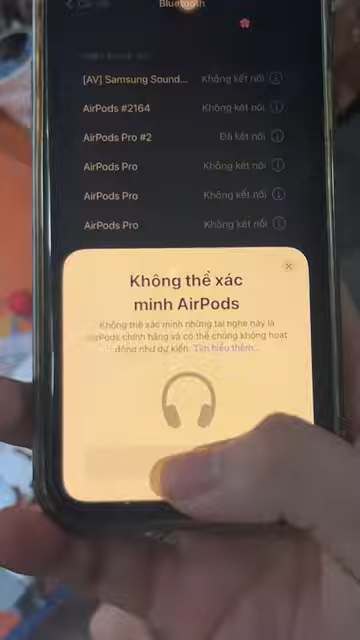 Cài đặt
Bluetooth
[AV] Samsung Sound... Không kết nối
AirPods #2164 Không kết nối
AirPods Pro #2 Đã kết nối
AirPods Pro Không kết nối
AirPods Pro Không kết nối
AirPods Pro Không kết nối
Không thể xác
minh AirPods
Không thể xác minh những tai nghe này là
AirPods chính hãng và có thể chúng không hoạt
động như dự kiến. Tìm hiểu thêm...